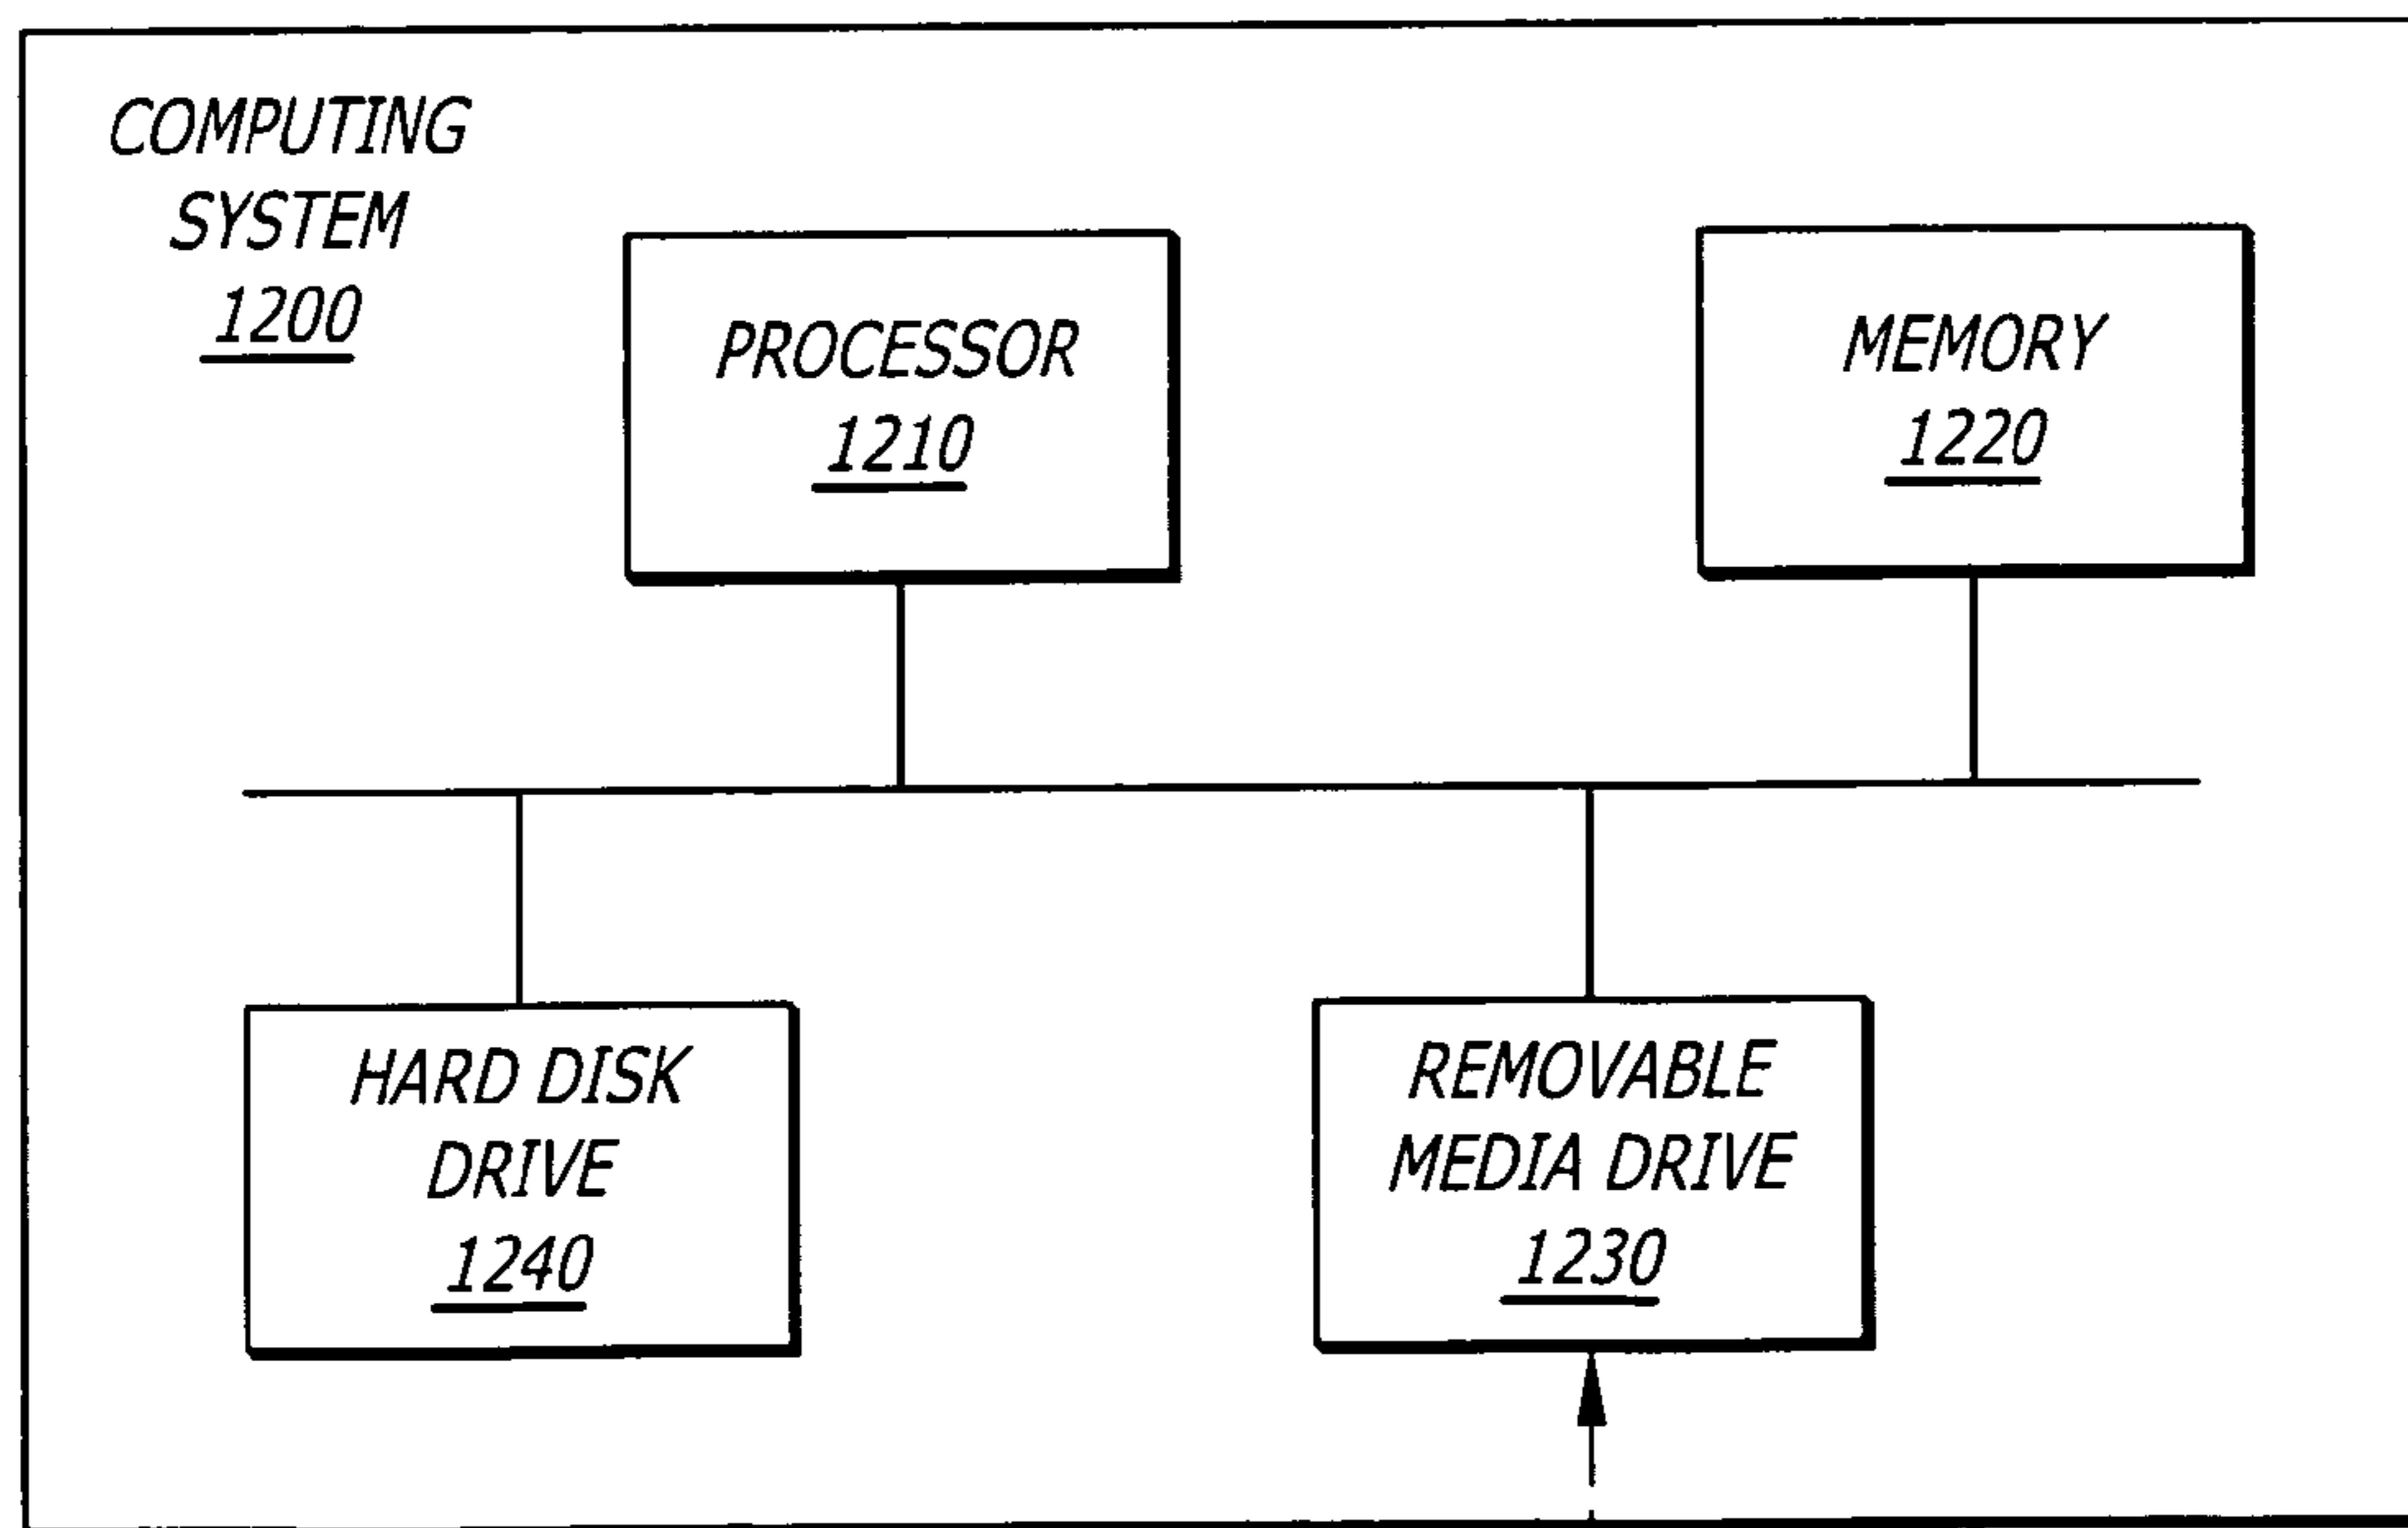 COMPUTING
SYSTEM
1200
PROCESSOR
1210
MEMORY
1220
HARD DISK
DRIVE
1240
REMOVABLE
MEDIA DRIVE
1230